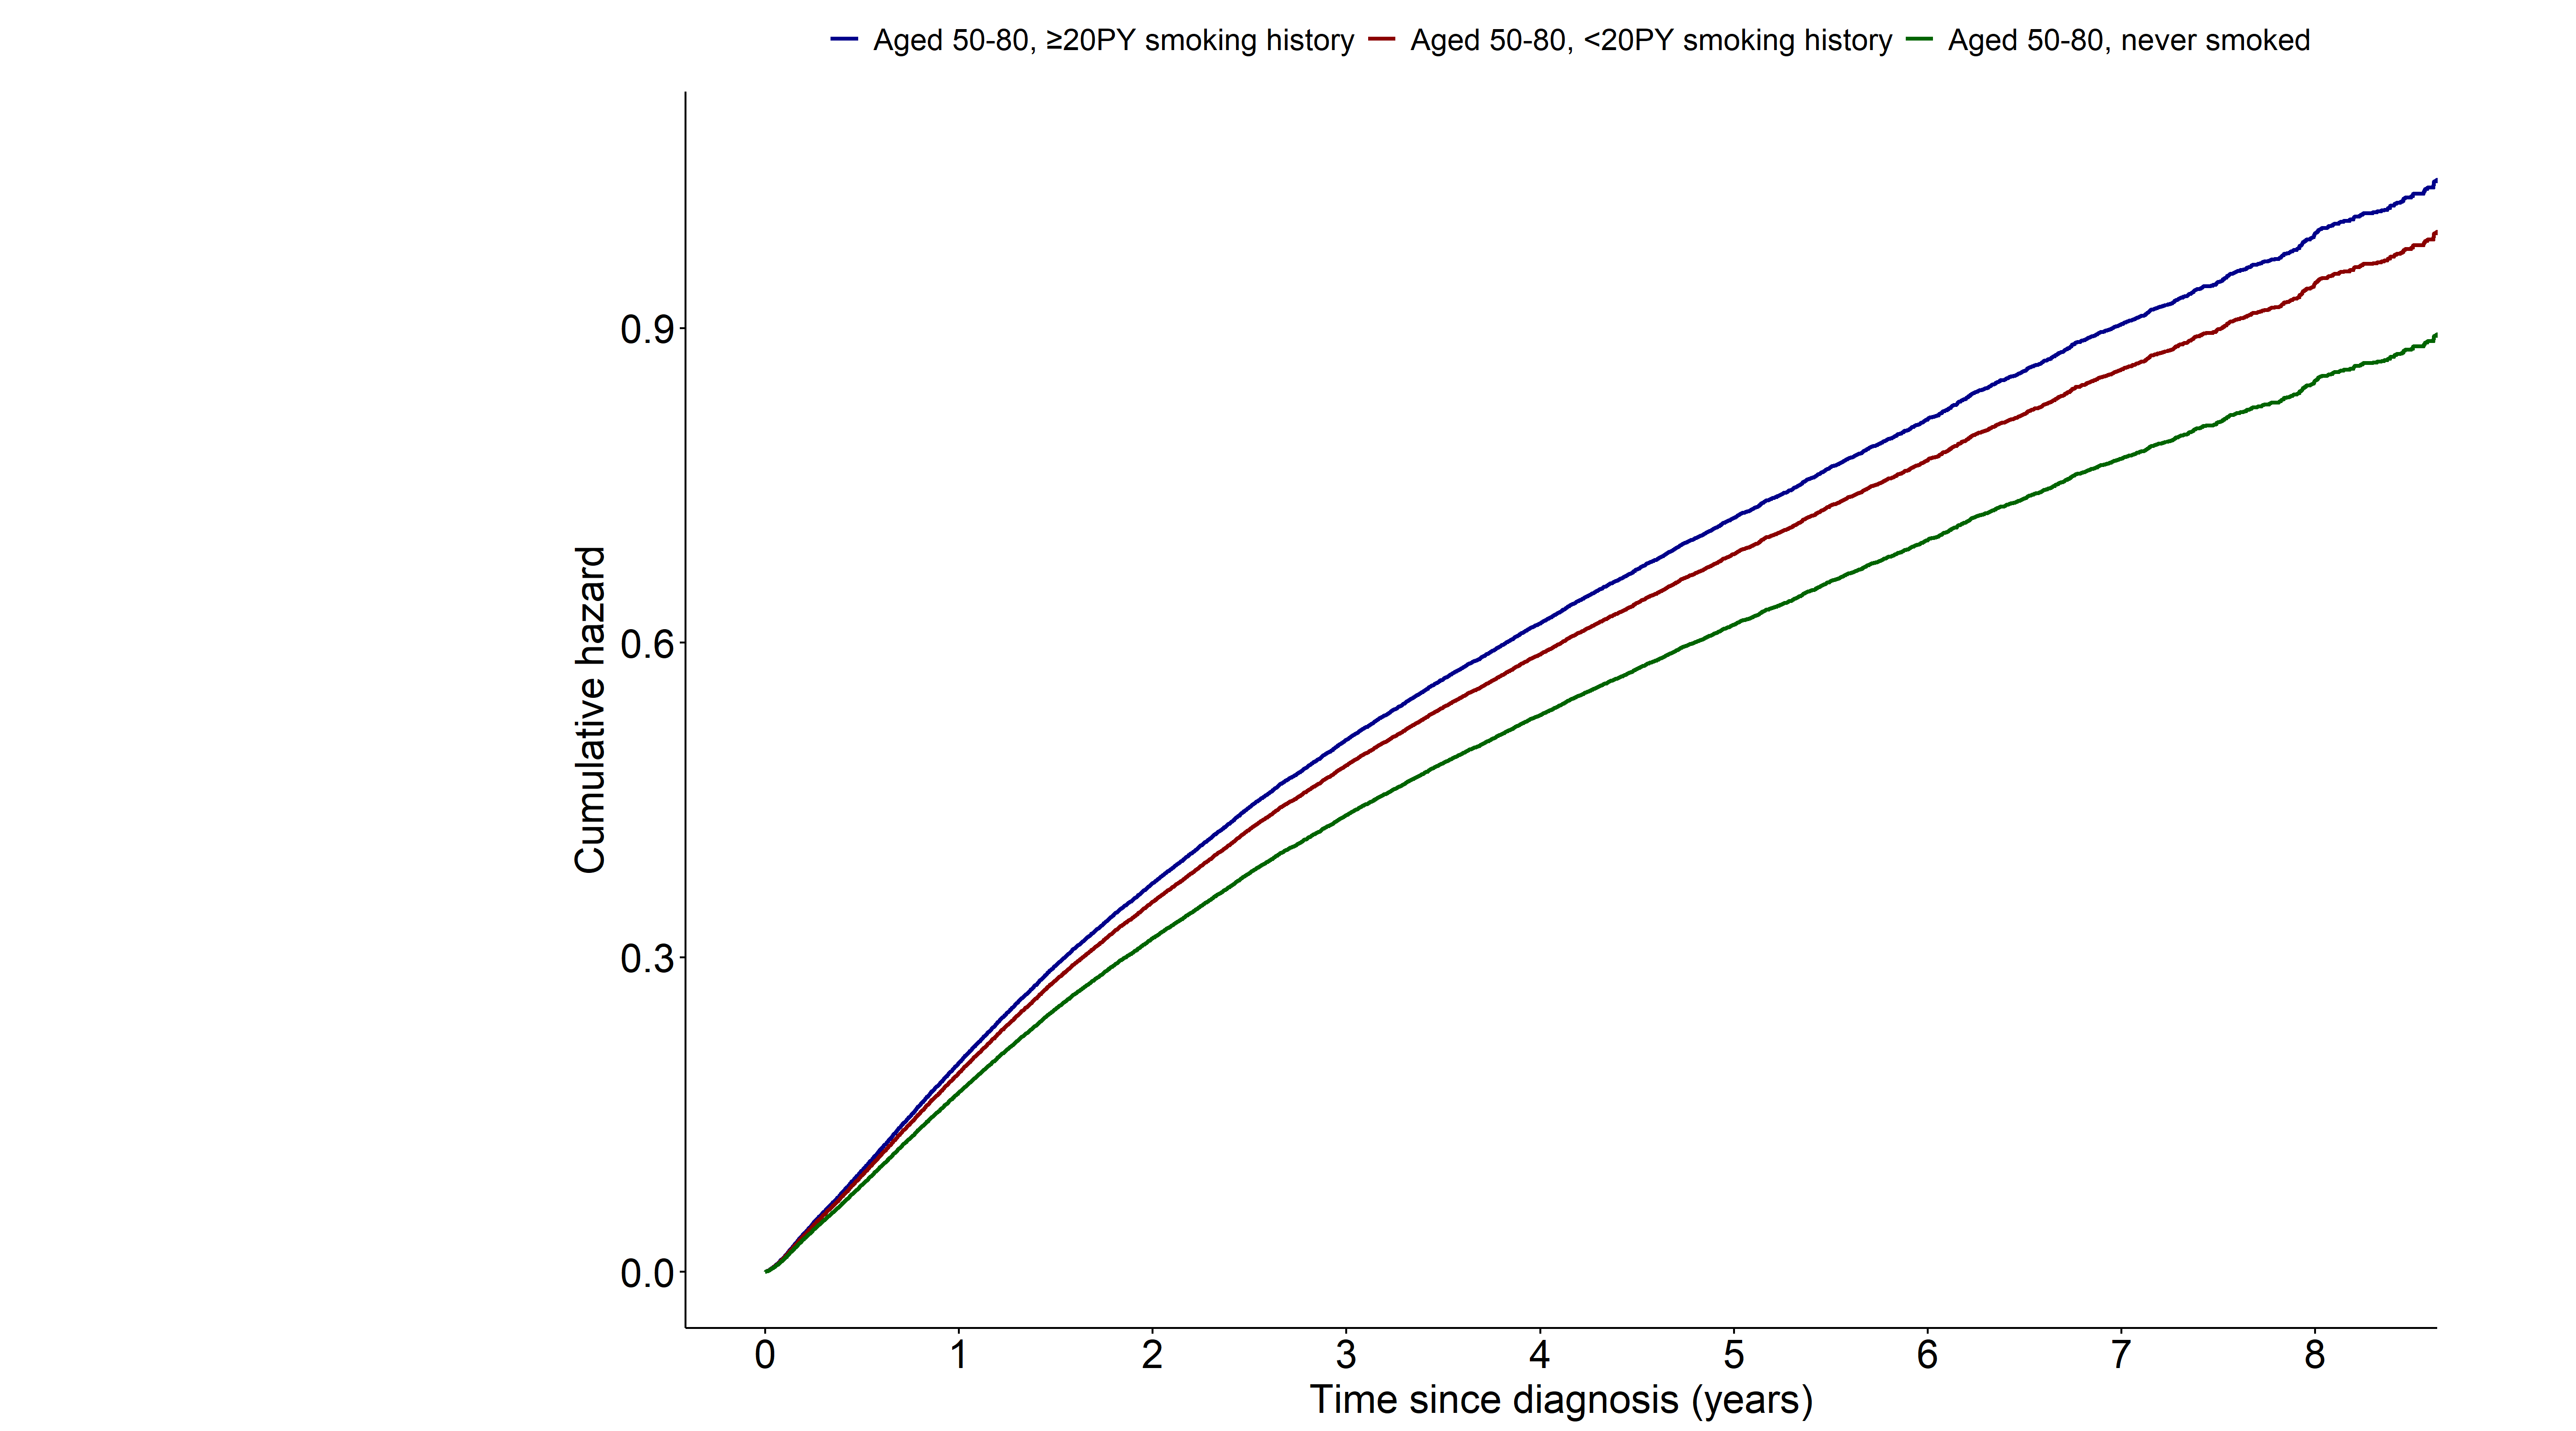 Aged 50-80, ≥20PY smoking history Aged 50-80, <20PY smoking history Aged 50-80, never smoked
Cumulative hazard
0.9
0.6
0.3
0.0
0 1 2 3 4 5 6 7 8
Time since diagnosis (years)